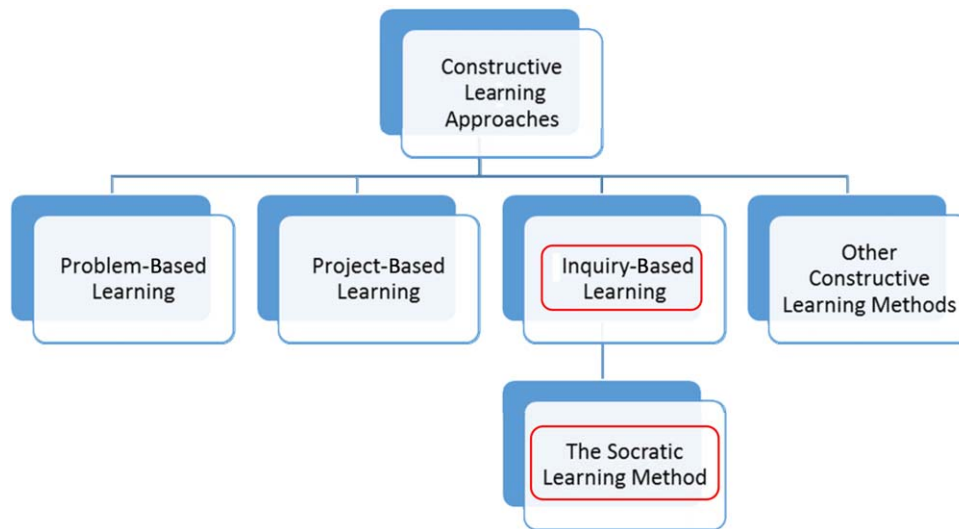 Constructive
Learning
Approaches
Problem-Based
Learning
Project-Based
Learning
Inquiry-Based
Learning
Other
Constructive
Learning Methods
The Socratic
Learning Method